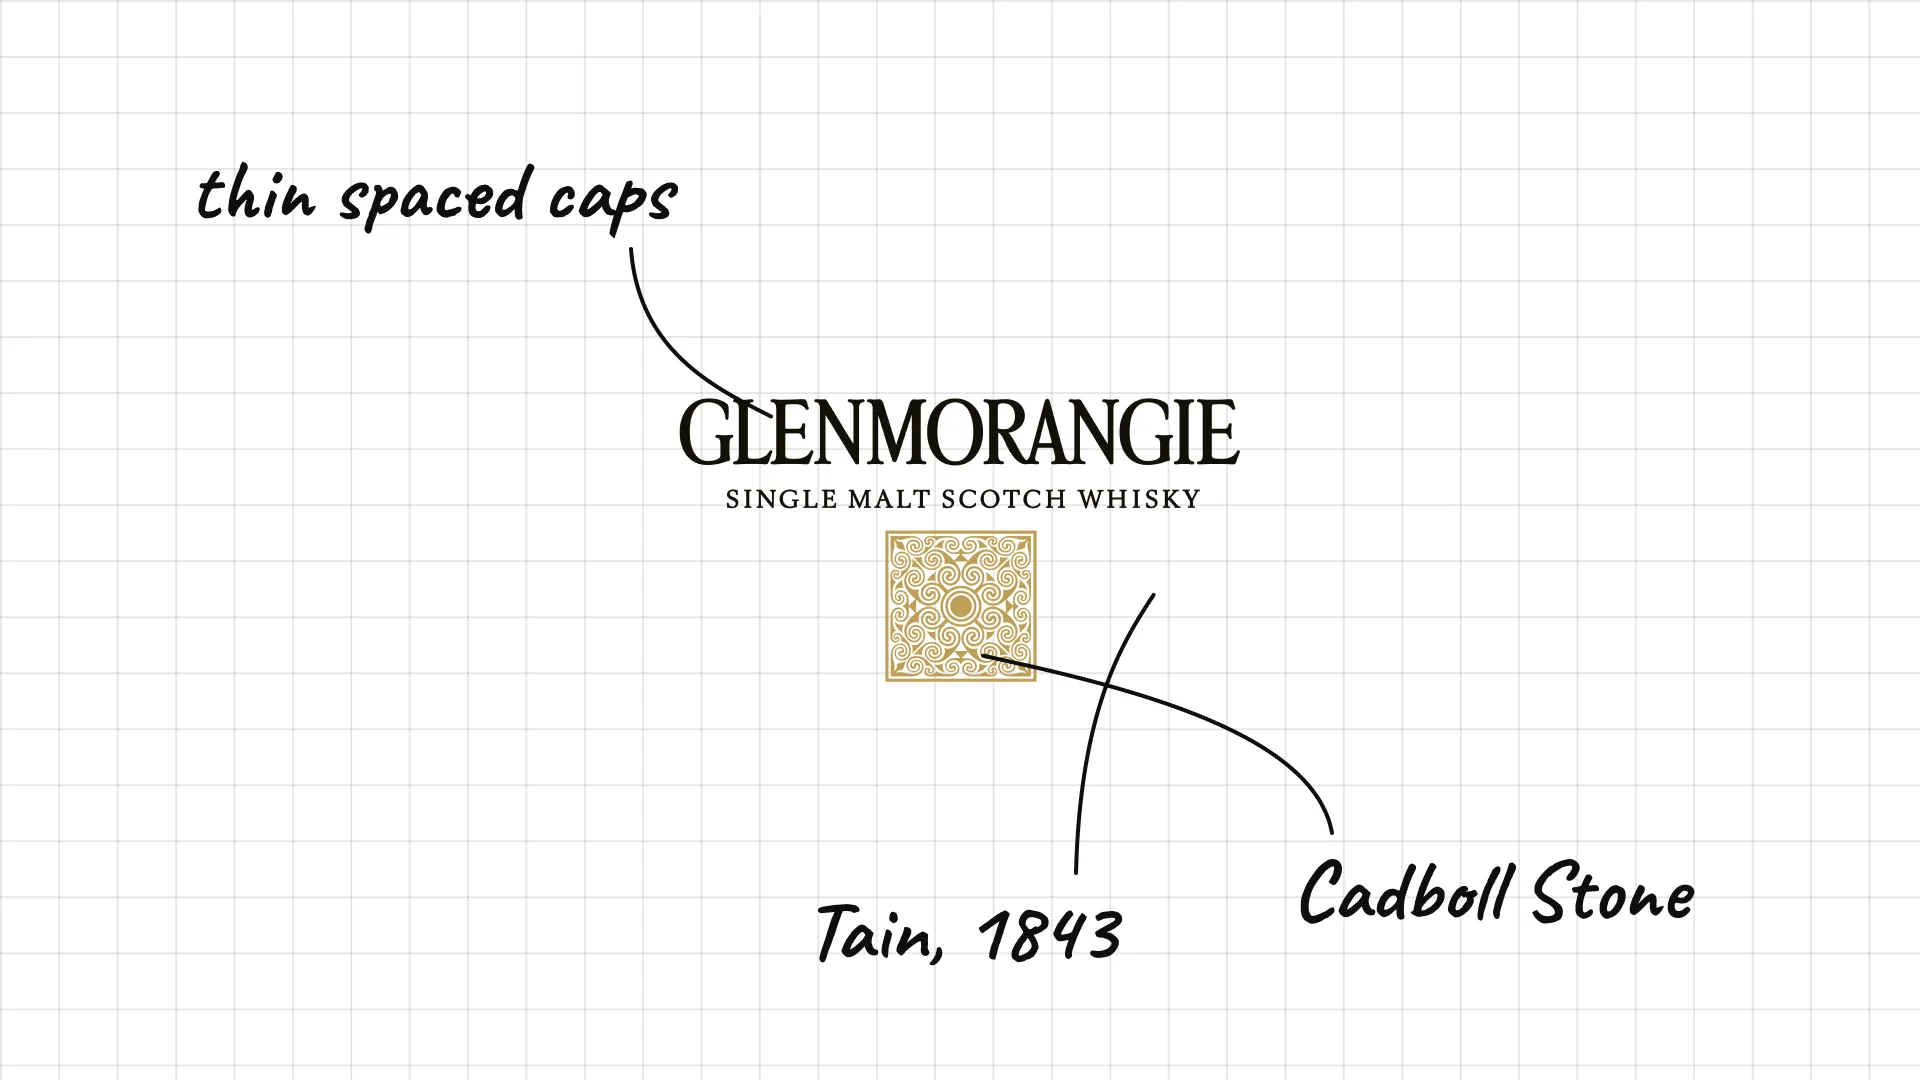 thin spaced caps
GLENMORANGIE
SINGLE MALT SCOTCH WHISKY
Cadboll Stone
Tain, 1843